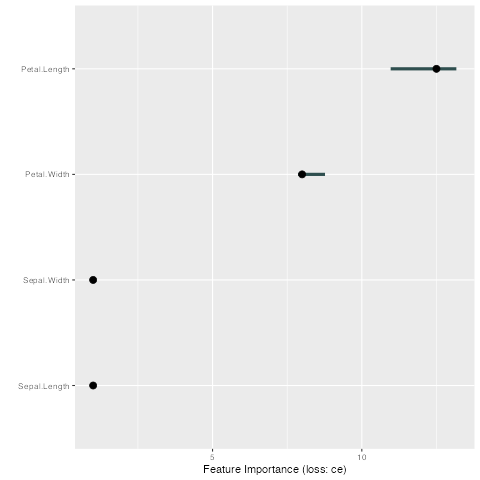 Petal.Length
Petal.Width
Sepal.Width
Sepal.Length
5
10
Feature Importance (loss: ce)